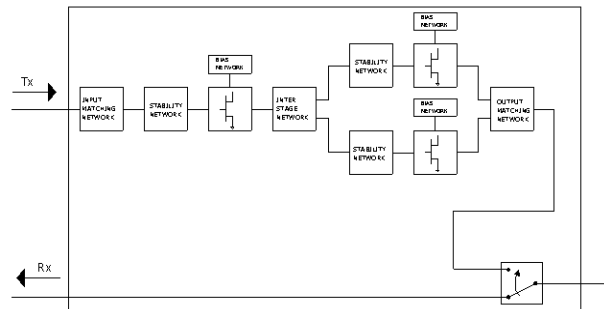 Tx
INPUT
MATCHING
NETWORK
STABILITY
NETWORK
BIAS
NETWORK
INTER
STAGE
NETWORK
STABILITY
NETWORK
BIAS
NETWORK
STABILITY
NETWORK
BIAS
NETWORK
OUTPUT
MATCHING
NETWORK
Rx